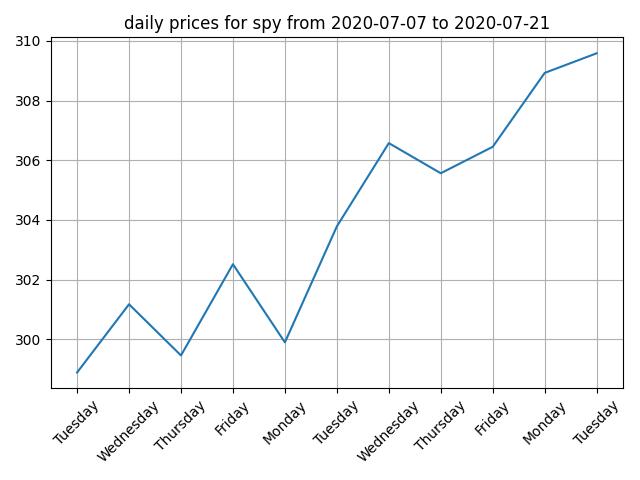 daily prices for spy from 2020-07-07 to 2020-07-21
310
308
306
304
302
300
Tuesday
Wednesday
Thursday
Friday
Monday
Tuesday
Wednesday
Thursday
Friday
Monday
Tuesday